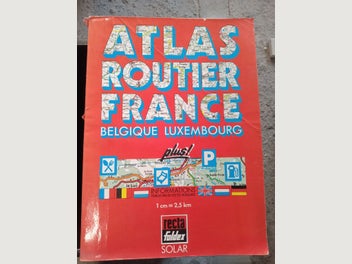 ATLAS
ROUTIER
FRANCE
BELGIQUE LUXEMBOURG
plus!
P
INFORMATIONS
1 cm = 2,5 km
recta
foldex
SOLAR